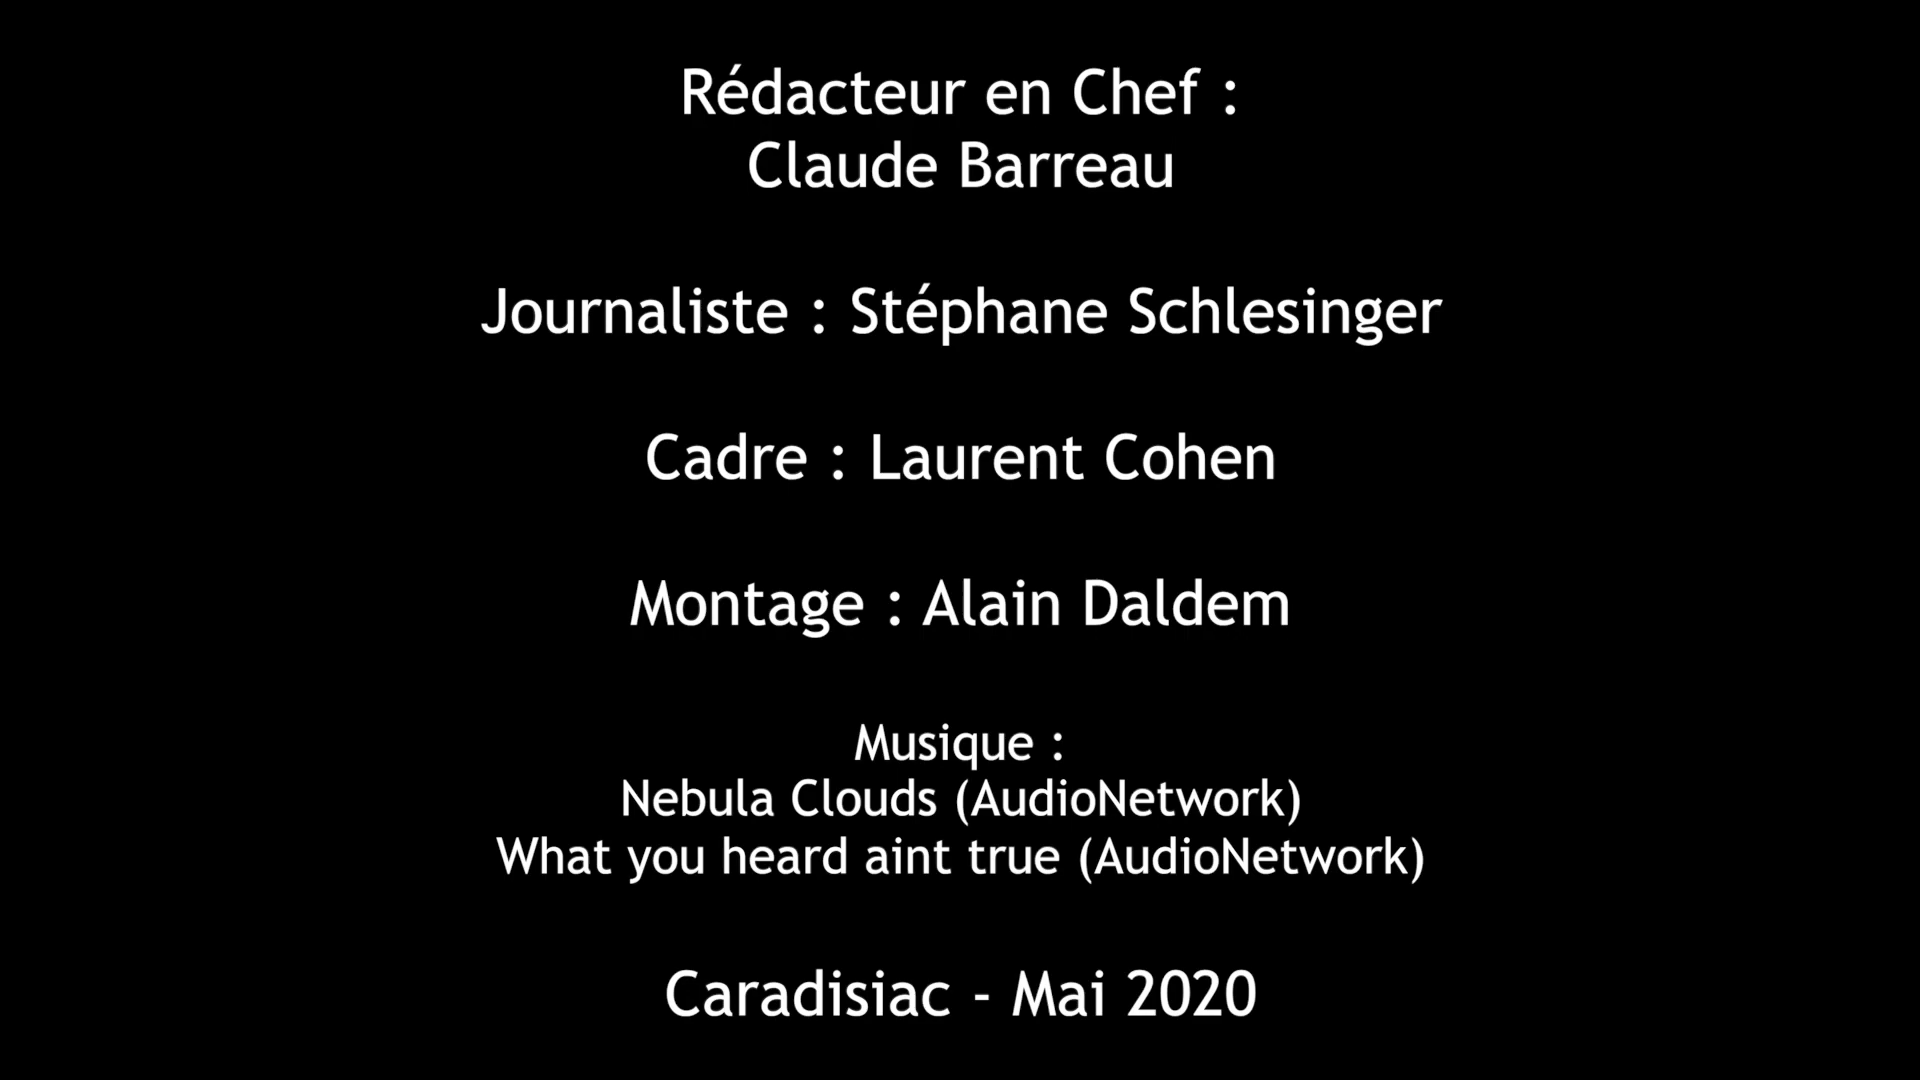 Rédacteur en Chef :
Claude Barreau
Journaliste : Stéphane Schlesinger
Cadre : Laurent Cohen
Montage : Alain Daldem
Musique :
Nebula Clouds (AudioNetwork)
What you heard aint true (AudioNetwork)
Caradisiac - Mai 2020